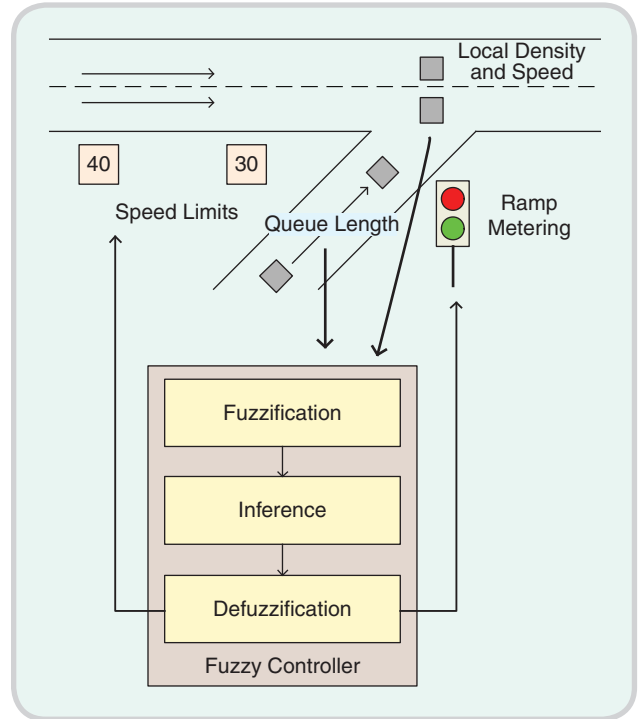 Local Density
and Speed
40
30
Speed Limits
Queue Length
Ramp
Metering
Fuzzification
Inference
Defuzzification
Fuzzy Controller